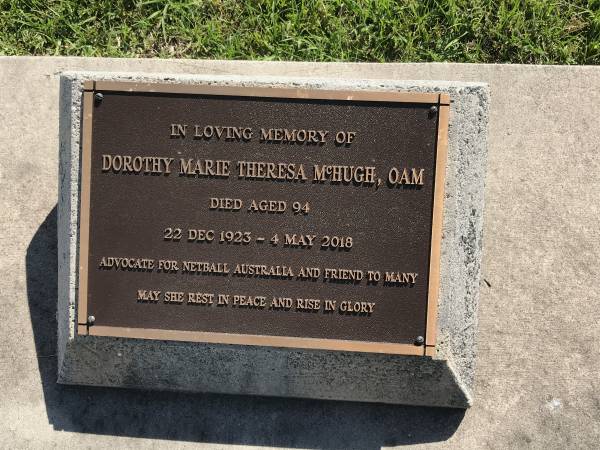 IN LOVING MEMORY OF
DOROTHY MARIE THERESA McHUGH, OAM
DIED AGED 94
22 DEC 1923 – 4 MAY 2018
ADVOCATE FOR NETBALL AUSTRALIA AND FRIEND TO MANY
MAY SHE REST IN PEACE AND RISE IN GLORY